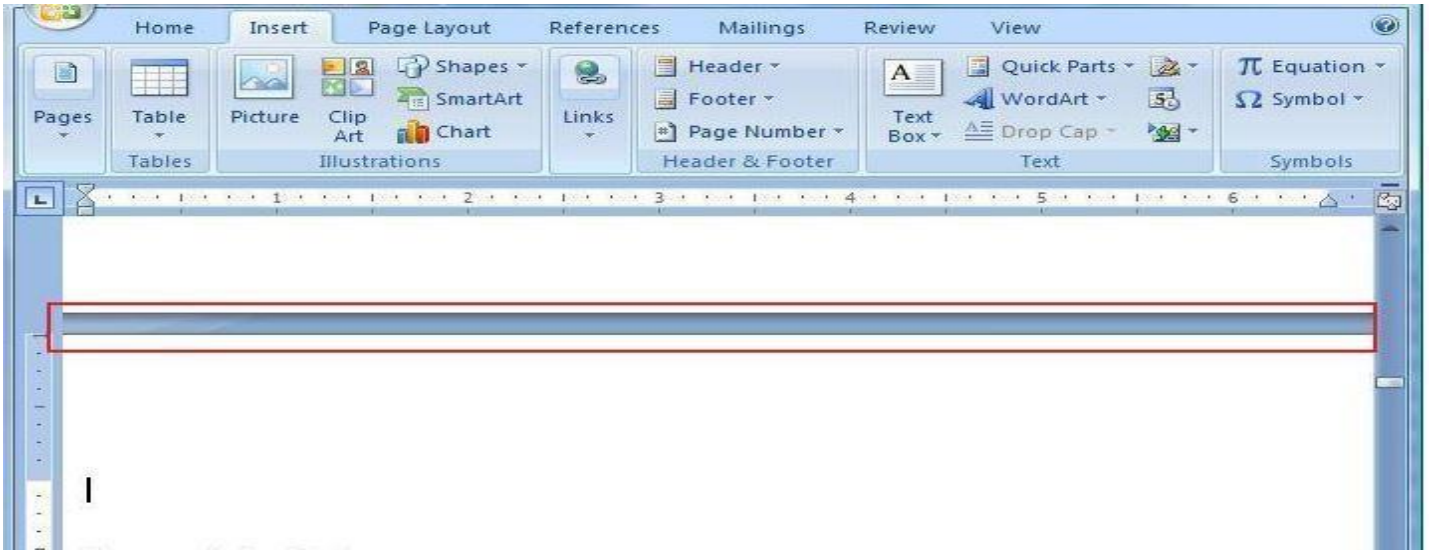 Home Insert Page Layout References Mailings Review View
Pages
Table
Tables
Picture
Clip
Art
Shapes
SmartArt
Chart
Illustrations
Links
Header
Footer
Page Number
Header & Footer
A
Text
Box
Quick Parts
WordArt
Drop Cap
Text
π Equation
Ω Symbol
Symbols
L 1 2 3 4 5 6